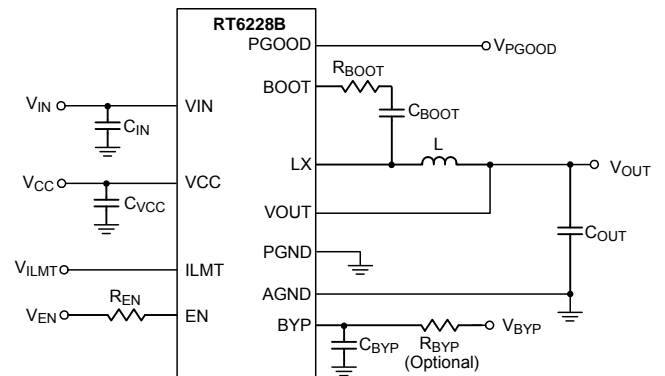 RT6228B
PGOOD
VPGOOD
RBOOT
BOOT
VIN
VIN
CBOOT
CIN
L
LX
VOUT
VCC
VCC
CVCC
VOUT
COUT
PGND
VILMT
ILMT
AGND
REN
VEN
EN
BYP
VBYP
CBYP
RBYP
(Optional)